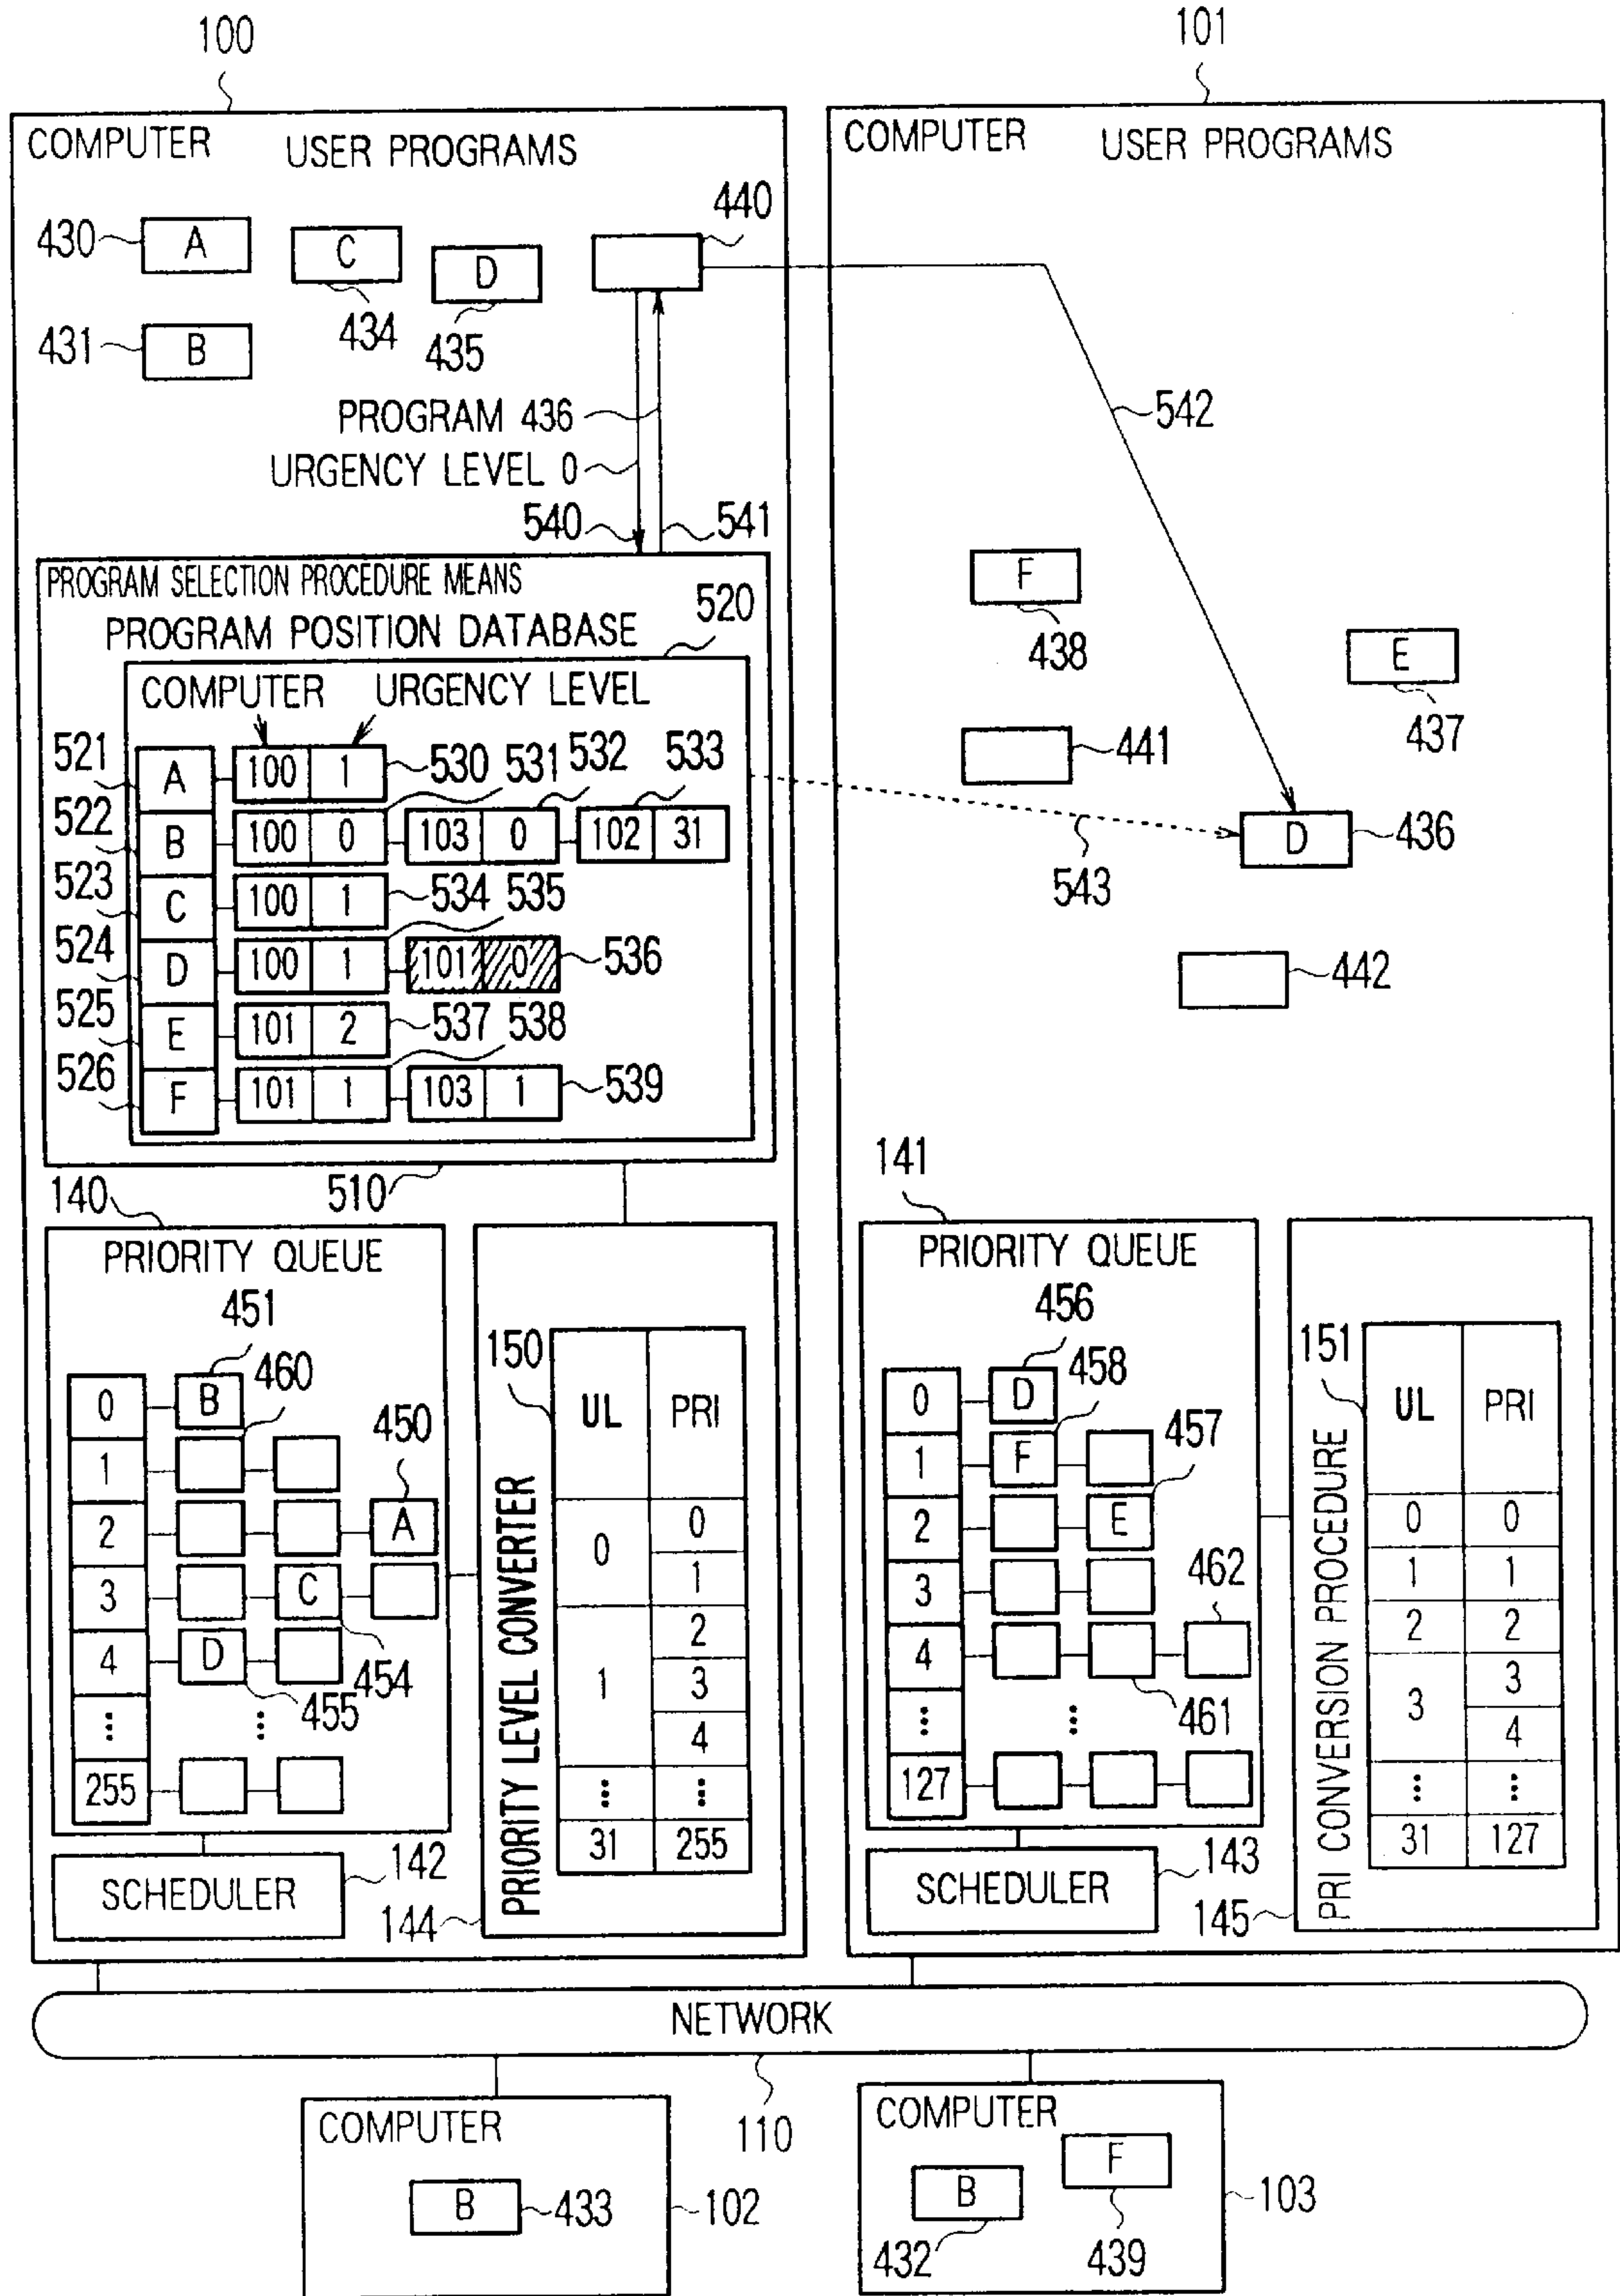 100
101
COMPUTER
USER PROGRAMS
440
430
A
C
434
D
435
431
B
PROGRAM 436
URGENCY LEVEL 0
540
541
PROGRAM SELECTION PROCEDURE MEANS
PROGRAM POSITION DATABASE
520
COMPUTER
URGENCY LEVEL
521 A 100 1 530
522 B 100 0 531 103 0 532 102 31 533
523 C 100 1 534
524 D 100 1 535 101 0 536
525 E 101 2 537
526 F 101 1 538 103 1 539
510
COMPUTER
USER PROGRAMS
542
F
438
E
437
441
D
436
543
442
140
PRIORITY QUEUE
451
460
450
0 B
1
2 A
3 C
4 D
454
455
⋮ ⋮
255
SCHEDULER
142
144
PRIORITY LEVEL CONVERTER
150
UL PRI
0 0
1
1 2
3
4
⋮ ⋮
31 255
141
PRIORITY QUEUE
456
458
457
0 D
1 F
2 E
3
462
4
461
⋮ ⋮
127
SCHEDULER
143
145
PRI CONVERSION PROCEDURE
151
UL PRI
0 0
1 1
2 2
3 3
4
⋮ ⋮
31 127
NETWORK
110
COMPUTER
B
433
102
COMPUTER
B
432
F
439
103